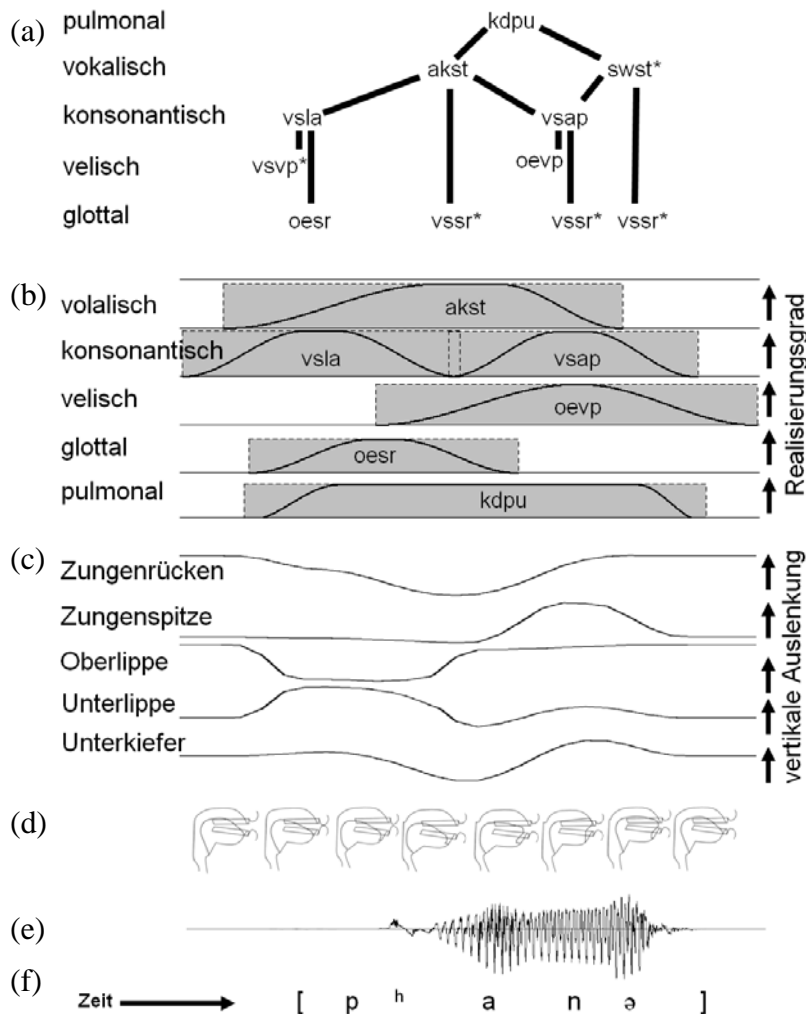 (a)
pulmonal kdpu
vokalisch akst swst*
konsonantisch vsla vsap
velisch vsvp* oevp
glottal oesr vssr* vssr* vssr*
(b)
volalisch akst
konsonantisch vsla vsap
velisch oevp
glottal oesr
pulmonal kdpu
Realisierungsgrad
(c)
Zungenrücken
Zungenspitze
Oberlippe
Unterlippe
Unterkiefer
vertikale Auslenkung
(d)
(e)
(f)
Zeit [ p ʰ a n ə ]